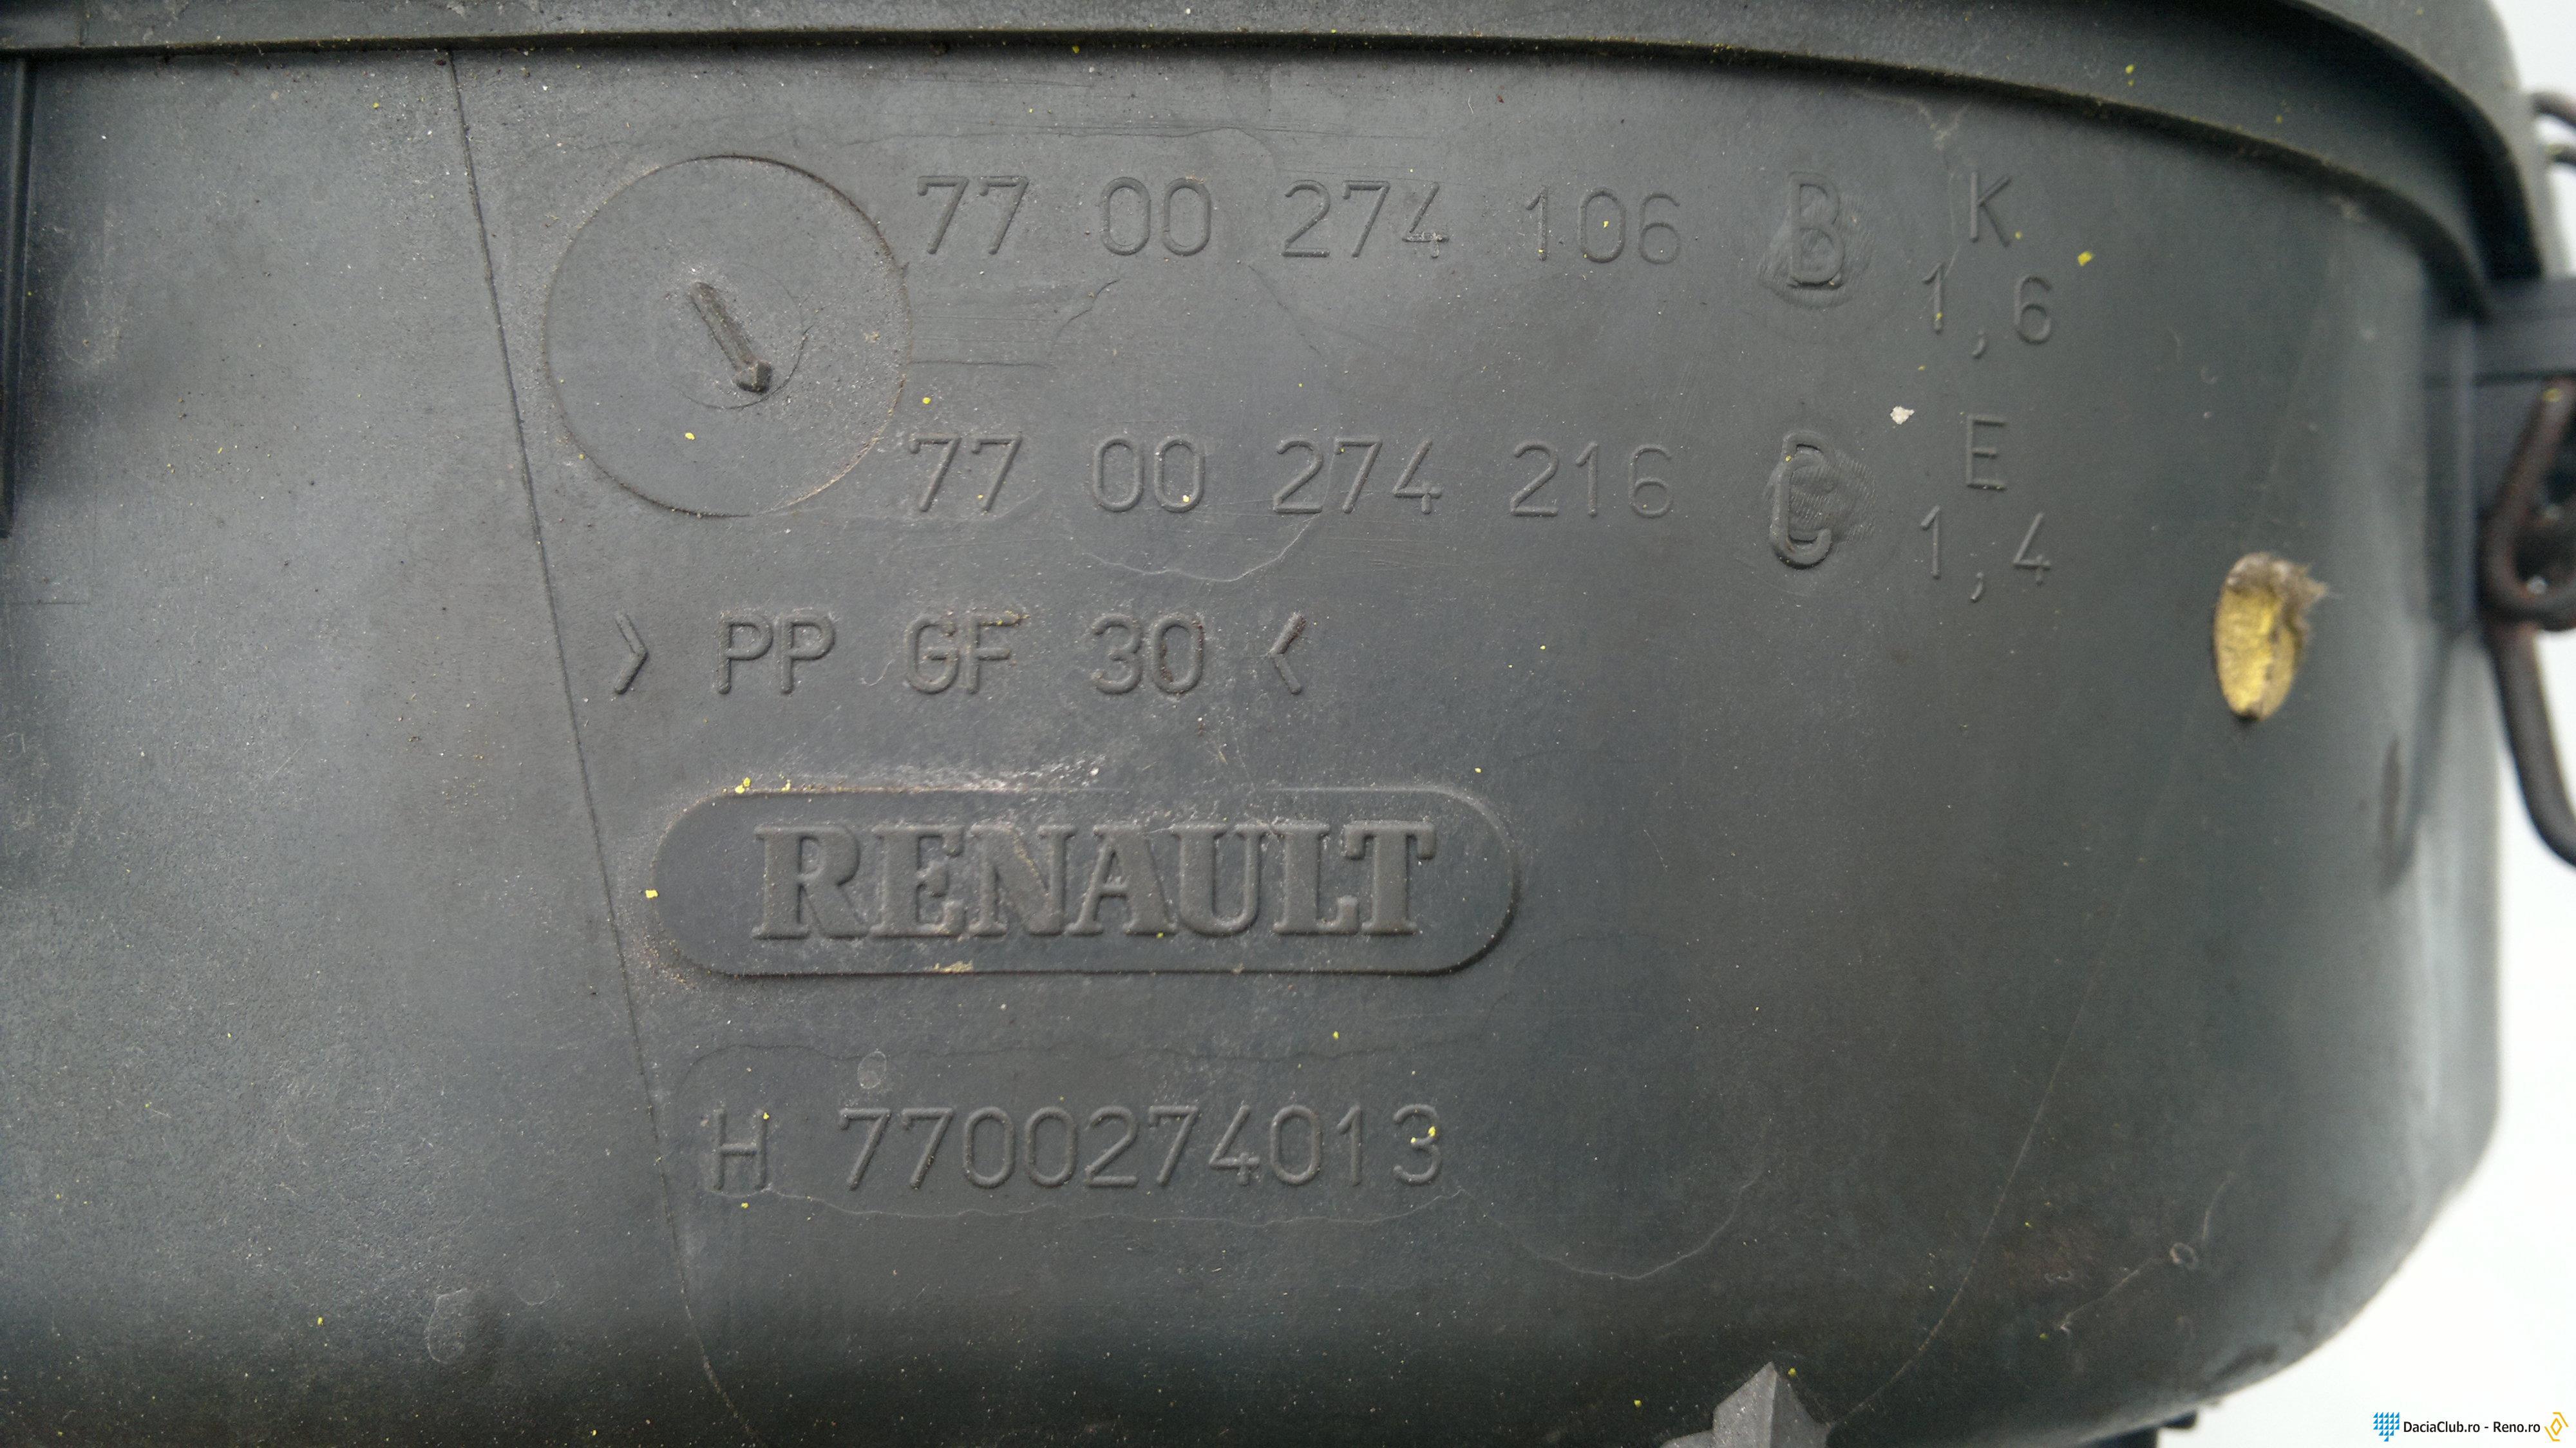 77 00 274 106 B K
1,6
77 00 274 216 C E
1,4
> PP GF 30 <
RENAULT
H 7700274013
DaciaClub.ro - Reno.ro